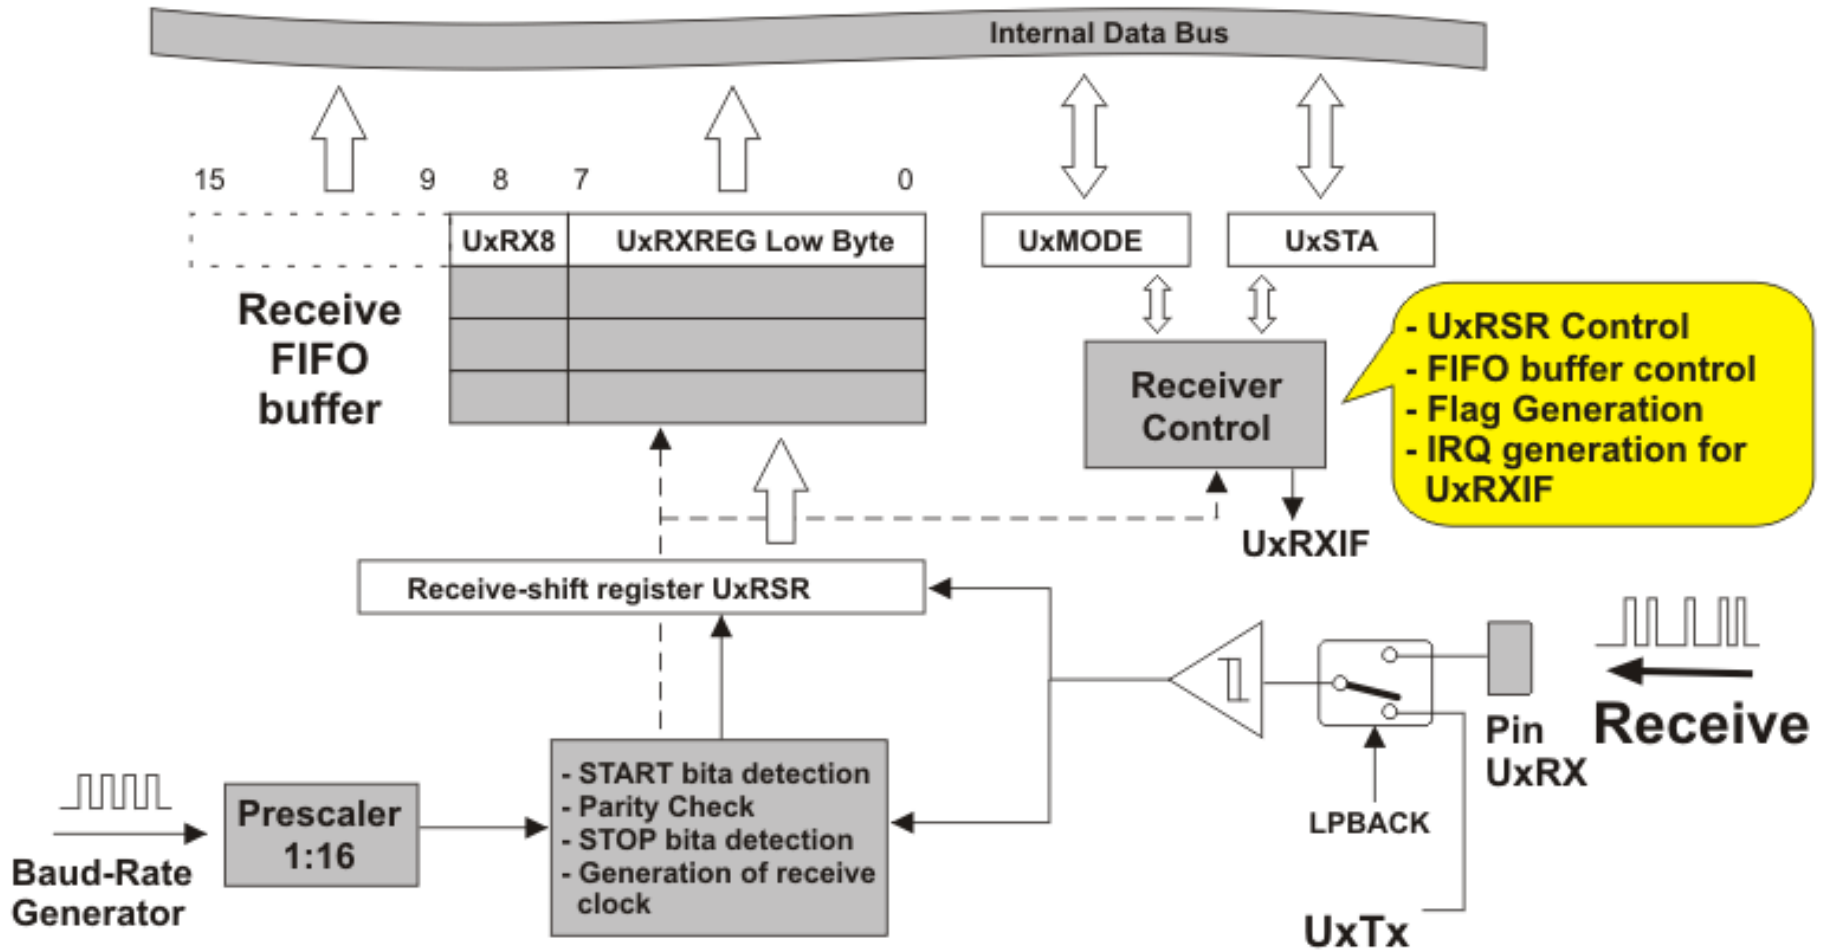 Internal Data Bus
15 9 8 7 0
UxRX8 UxRXREG Low Byte UxMODE UxSTA
Receive
FIFO
buffer
- UxRSR Control
- FIFO buffer control
- Flag Generation
- IRQ generation for
UxRXIF
Receiver
Control
UxRXIF
Receive-shift register UxRSR
Receive
Pin
UxRX
LPBACK
UxTx
- START bita detection
- Parity Check
- STOP bita detection
- Generation of receive
clock
Prescaler
1:16
Baud-Rate
Generator